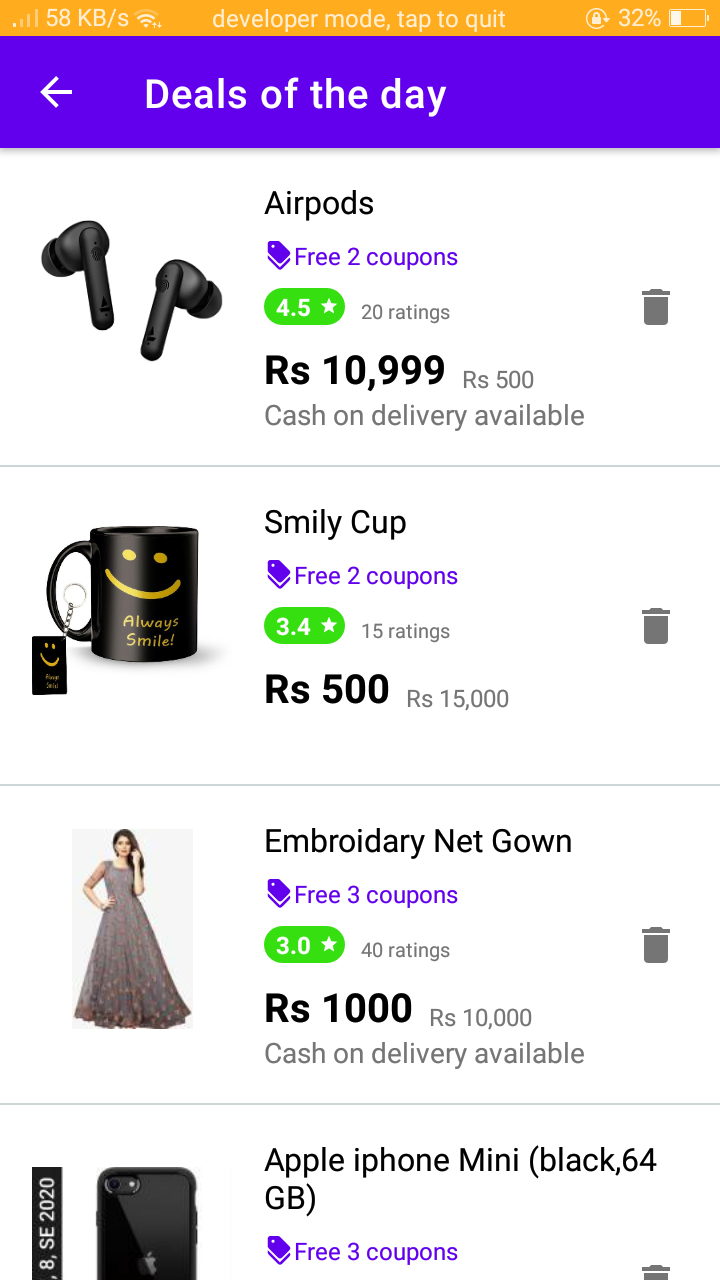 58 KB/s developer mode, tap to quit 32%
Deals of the day
Airpods
Free 2 coupons
4.5 ★ 20 ratings
Rs 10,999 Rs 500
Cash on delivery available
Smily Cup
Free 2 coupons
3.4 ★ 15 ratings
Rs 500 Rs 15,000
Always
Smile!
Always
Smile!
Embroidary Net Gown
Free 3 coupons
3.0 ★ 40 ratings
Rs 1000 Rs 10,000
Cash on delivery available
Apple iphone Mini (black,64
GB)
Free 3 coupons
, 8, SE 2020